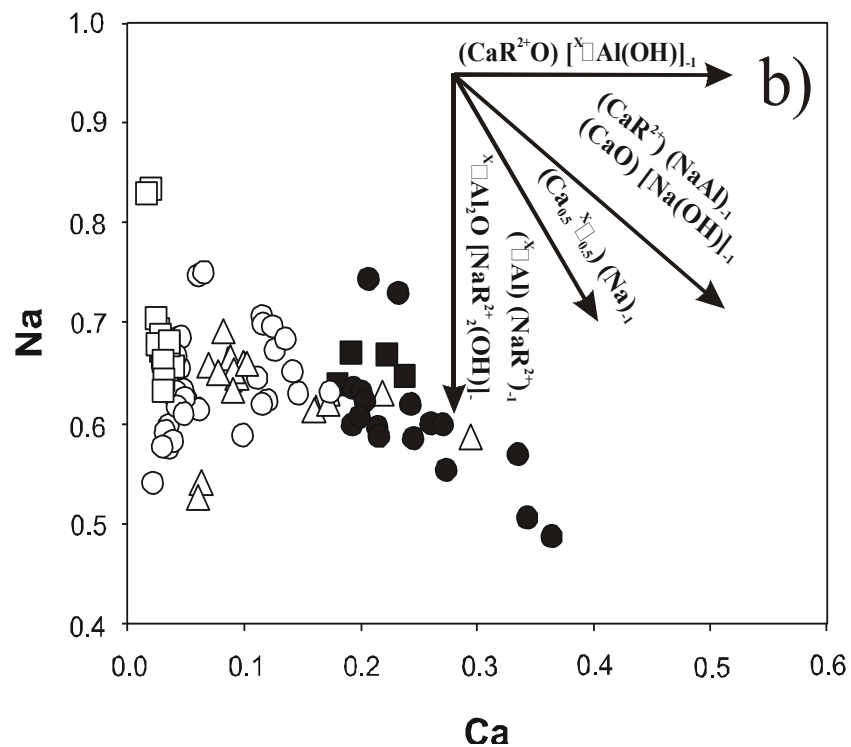 b)
(CaR²⁺O) [ˣ□Al(OH)]₋₁
(CaR²⁺) (NaAl)₋₁
(CaO) [Na(OH)]₋₁
(Ca₀.₅ˣ□₀.₅) (Na)₋₁
(ˣ□Al) (NaR²⁺)₋₁
ˣ□Al₂O [NaR²⁺₂(OH)]₋
Na
1.0
0.9
0.8
0.7
0.6
0.5
0.4
0.0 0.1 0.2 0.3 0.4 0.5 0.6
Ca